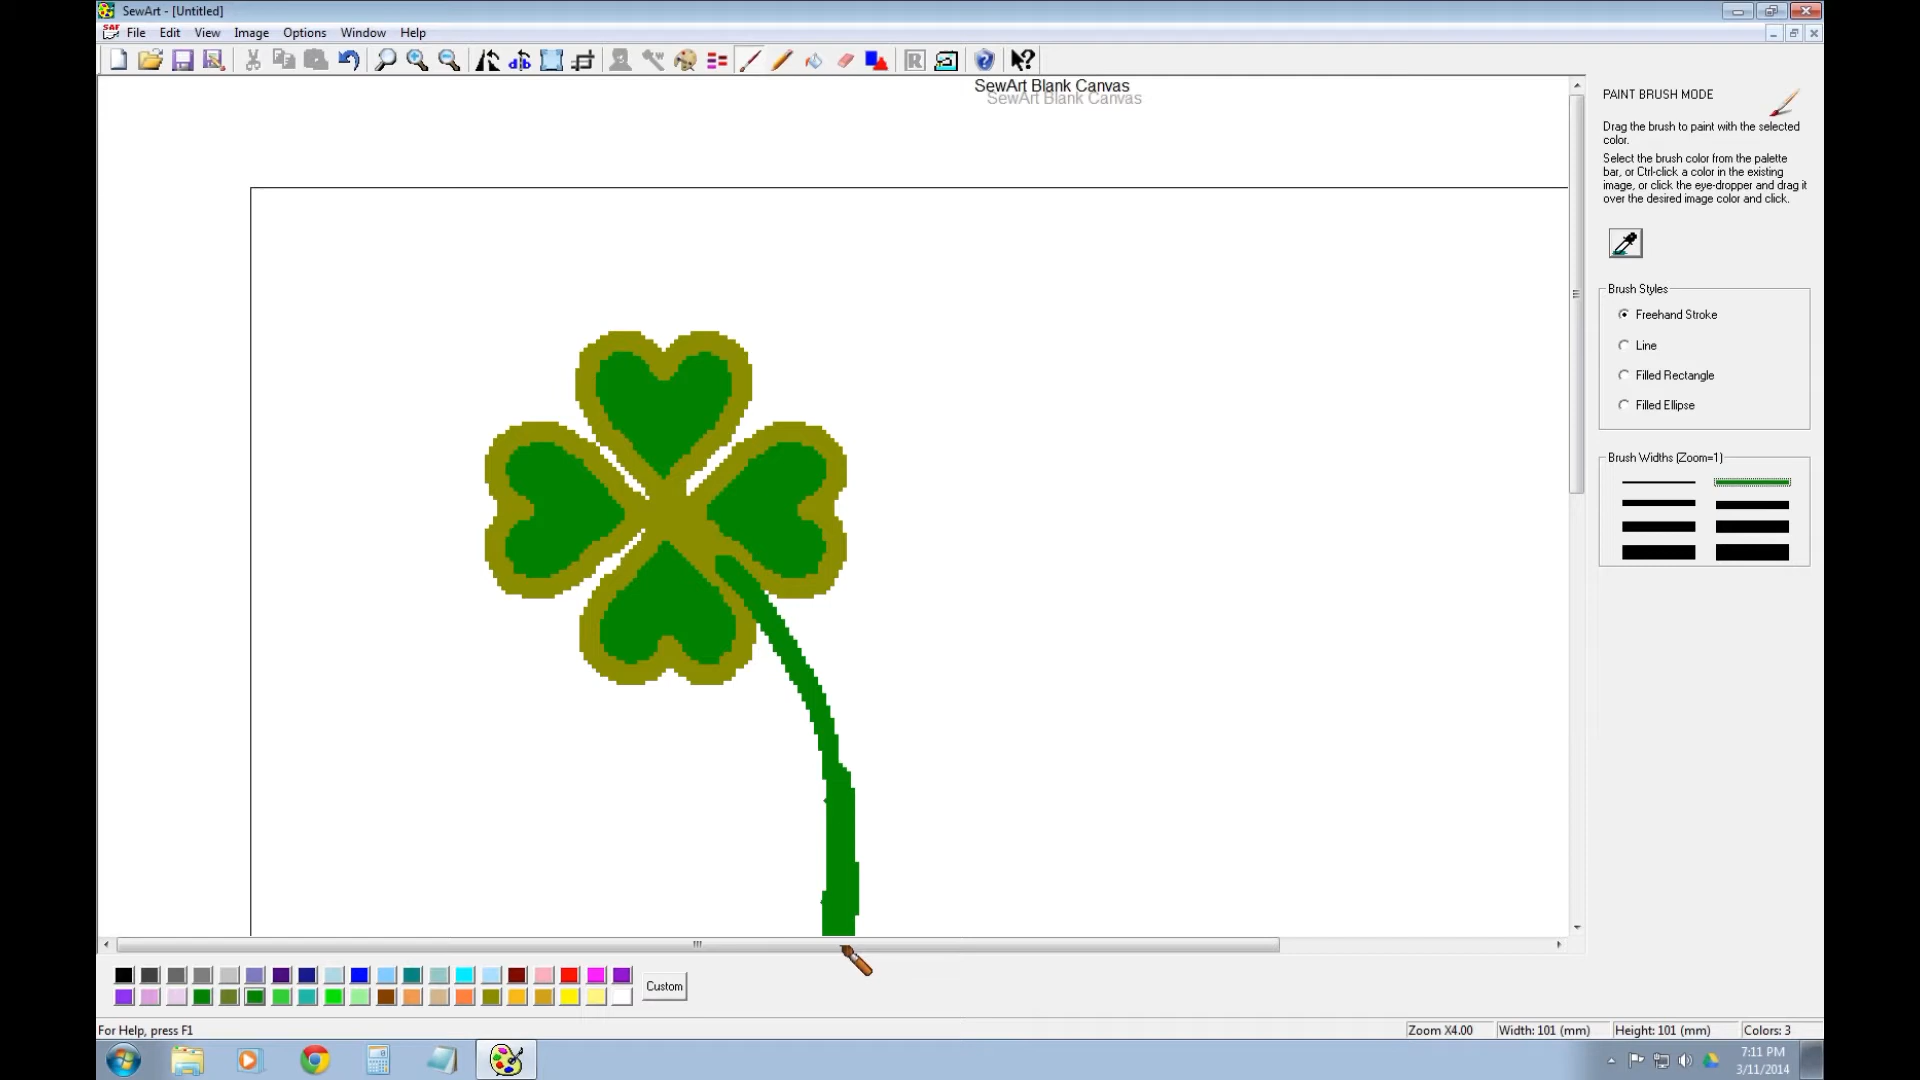 SewArt - [Untitled]
SAF File Edit View Image Options Window Help
R
SewArt Blank Canvas
SewArt Blank Canvas
PAINT BRUSH MODE
Drag the brush to paint with the selected
color.
Select the brush color from the palette
bar, or Ctrl-click a color in the existing
image, or click the eye-dropper and drag it
over the desired image color and click.
Brush Styles
Freehand Stroke
Line
Filled Rectangle
Filled Ellipse
Brush Widths (Zoom=1)
Custom
For Help, press F1
Zoom X4.00
Width: 101 (mm)
Height: 101 (mm)
Colors: 3
7:11 PM
3/11/2014